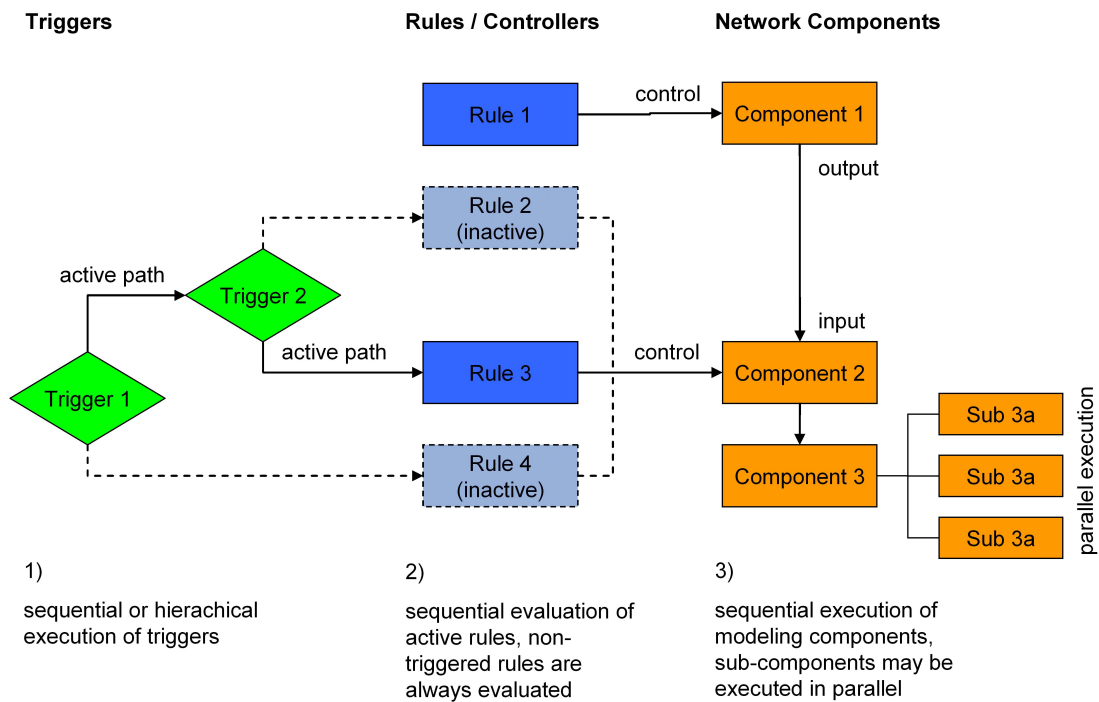 Triggers
Rules / Controllers
Network Components
Rule 1
control
Component 1
output
Rule 2
(inactive)
active path
Trigger 2
input
active path
Rule 3
control
Component 2
Trigger 1
Sub 3a
Rule 4
(inactive)
Component 3
Sub 3a
Sub 3a
parallel execution
1)
sequential or hierachical
execution of triggers
2)
sequential evaluation of
active rules, non-
triggered rules are
always evaluated
3)
sequential execution of
modeling components,
sub-components may be
executed in parallel